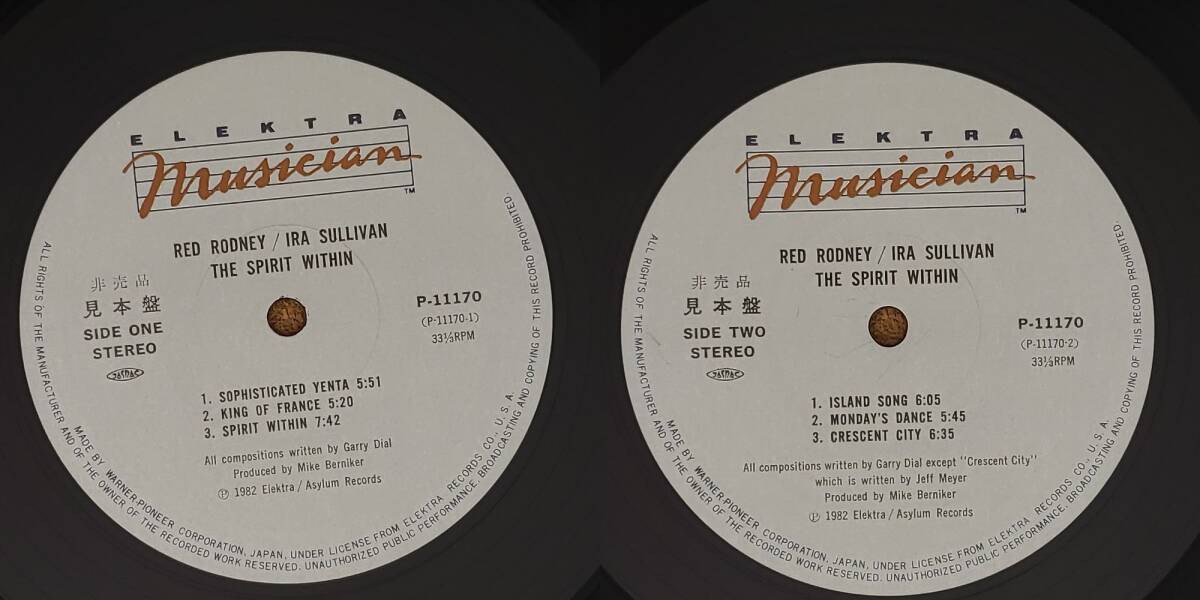 ELEKTRA
Musician
TM
RED RODNEY / IRA SULLIVAN
THE SPIRIT WITHIN
非売品
見本盤
SIDE ONE
STEREO
JASRAC
P-11170
(P-11170-1)
33⅓RPM
1. SOPHISTICATED YENTA 5:51
2. KING OF FRANCE 5:20
3. SPIRIT WITHIN 7:42
All compositions written by Garry Dial
Produced by Mike Berniker
Ⓟ 1982 Elektra / Asylum Records
ALL RIGHTS OF THE MANUFACTURER AND OF THE OWNER OF THE RECORDED WORK RESERVED. UNAUTHORIZED PUBLIC PERFORMANCE. BROADCASTING AND COPYING OF THIS RECORD PROHIBITED.
MADE BY WARNER-PIONEER CORPORATION, JAPAN, UNDER LICENSE FROM ELEKTRA RECORDS CO., U.S.A.
ELEKTRA
Musician
TM
RED RODNEY / IRA SULLIVAN
THE SPIRIT WITHIN
非売品
見本盤
SIDE TWO
STEREO
JASRAC
P-11170
(P-11170-2)
33⅓RPM
1. ISLAND SONG 6:05
2. MONDAY'S DANCE 5:45
3. CRESCENT CITY 6:35
All compositions written by Garry Dial except "Crescent City"
which is written by Jeff Meyer
Produced by Mike Berniker
Ⓟ 1982 Elektra / Asylum Records
ALL RIGHTS OF THE MANUFACTURER AND OF THE OWNER OF THE RECORDED WORK RESERVED. UNAUTHORIZED PUBLIC PERFORMANCE. BROADCASTING AND COPYING OF THIS RECORD PROHIBITED.
MADE BY WARNER-PIONEER CORPORATION, JAPAN, UNDER LICENSE FROM ELEKTRA RECORDS CO., U.S.A.